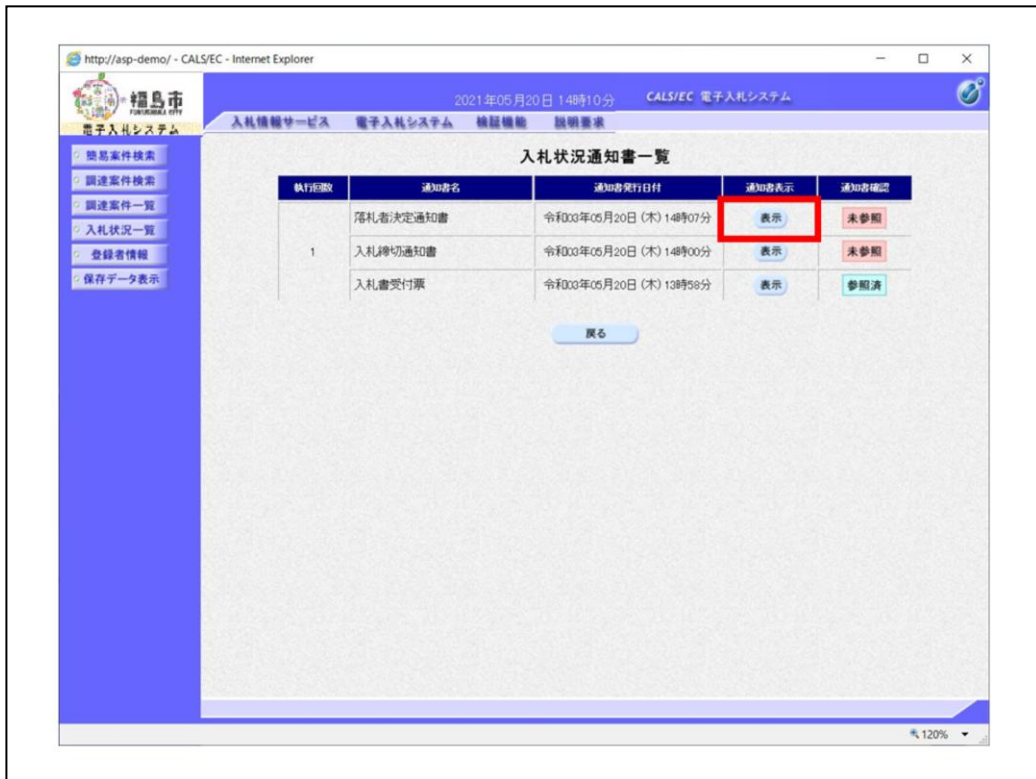 http://asp-demo/ - CALS/EC - Internet Explorer
福島市
FUKUSHIMA CITY
電子入札システム
2021年05月20日 14時10分
CALS/EC 電子入札システム
入札情報サービス 電子入札システム 検証機能 説明要求
簡易案件検索
調達案件検索
調達案件一覧
入札状況一覧
登録者情報
保存データ表示
入札状況通知書一覧
執行回数 通知書名 通知書発行日付 通知書表示 通知書確認
落札者決定通知書 令和03年05月20日 (木) 14時07分 表示 未参照
1 入札締切通知書 令和03年05月20日 (木) 14時00分 表示 未参照
入札書受付票 令和03年05月20日 (木) 13時58分 表示 参照済
戻る
120%